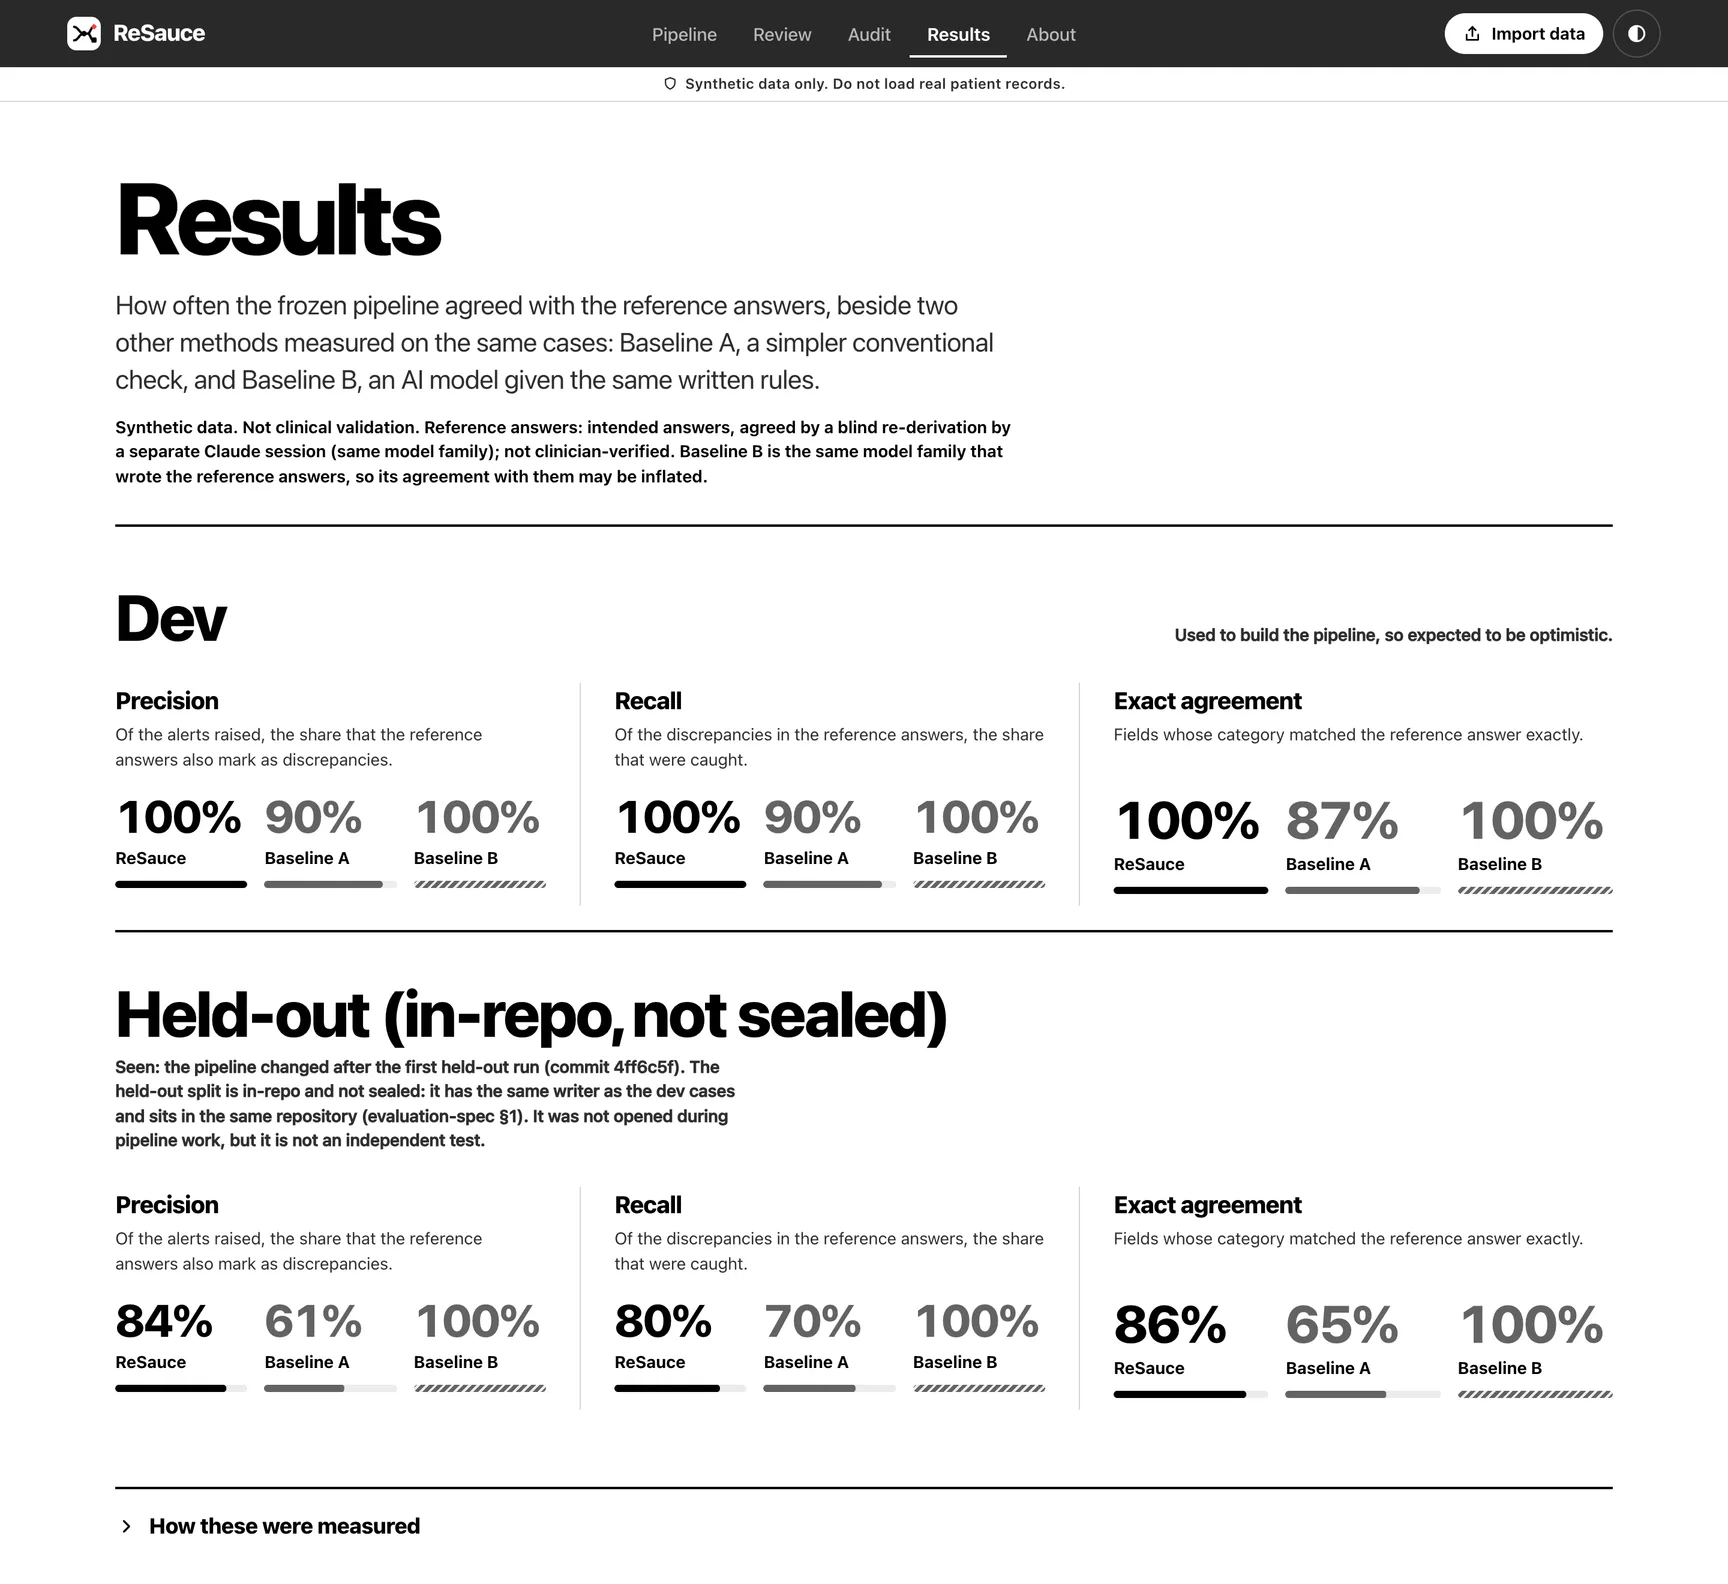 ReSauce
Pipeline
Review
Audit
Results
About
Import data
Synthetic data only. Do not load real patient records.
Results
How often the frozen pipeline agreed with the reference answers, beside two
other methods measured on the same cases: Baseline A, a simpler conventional
check, and Baseline B, an AI model given the same written rules.
Synthetic data. Not clinical validation. Reference answers: intended answers, agreed by a blind re-derivation by
a separate Claude session (same model family); not clinician-verified. Baseline B is the same model family that
wrote the reference answers, so its agreement with them may be inflated.
Dev
Used to build the pipeline, so expected to be optimistic.
Precision
Of the alerts raised, the share that the reference
answers also mark as discrepancies.
100% 90% 100%
ReSauce Baseline A Baseline B
Recall
Of the discrepancies in the reference answers, the share
that were caught.
100% 90% 100%
ReSauce Baseline A Baseline B
Exact agreement
Fields whose category matched the reference answer exactly.
100% 87% 100%
ReSauce Baseline A Baseline B
Held-out (in-repo, not sealed)
Seen: the pipeline changed after the first held-out run (commit 4ff6c5f). The
held-out split is in-repo and not sealed: it has the same writer as the dev cases
and sits in the same repository (evaluation-spec §1). It was not opened during
pipeline work, but it is not an independent test.
Precision
Of the alerts raised, the share that the reference
answers also mark as discrepancies.
84% 61% 100%
ReSauce Baseline A Baseline B
Recall
Of the discrepancies in the reference answers, the share
that were caught.
80% 70% 100%
ReSauce Baseline A Baseline B
Exact agreement
Fields whose category matched the reference answer exactly.
86% 65% 100%
ReSauce Baseline A Baseline B
How these were measured